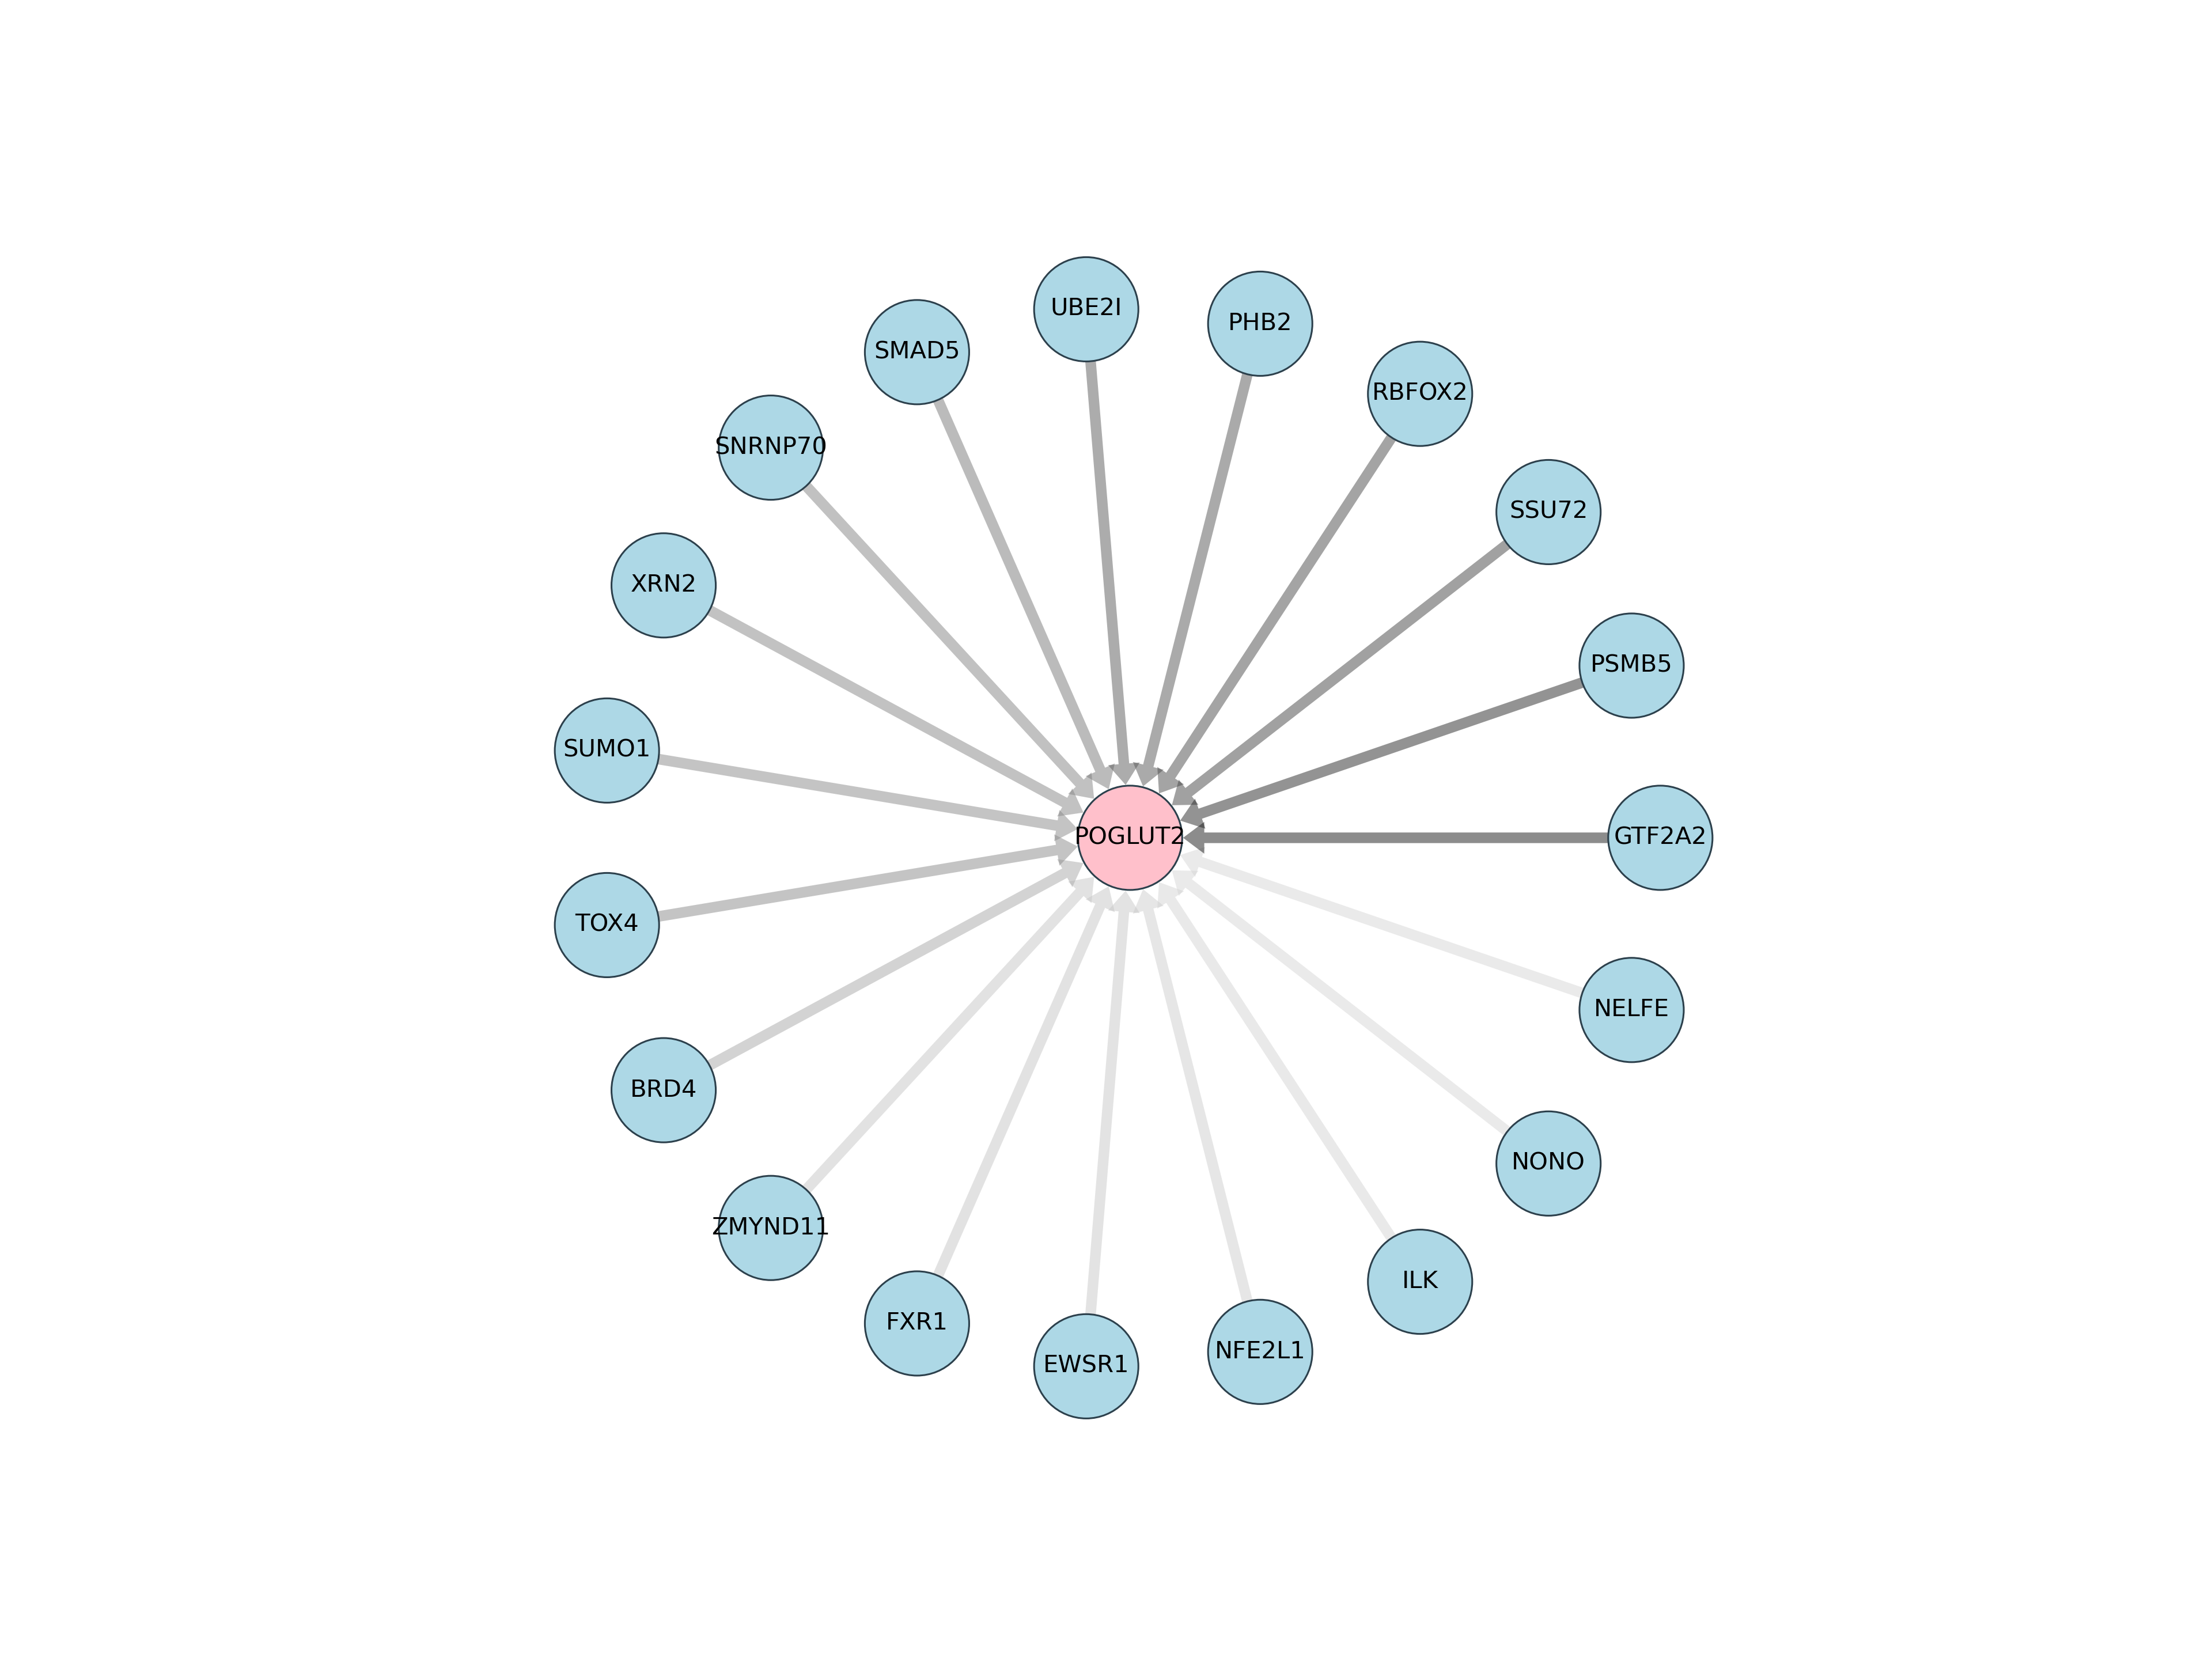 UBE2I
PHB2
SMAD5
RBFOX2
SNRNP70
SSU72
XRN2
PSMB5
SUMO1
POGLUT2
GTF2A2
TOX4
NELFE
BRD4
NONO
ZMYND11
ILK
FXR1
NFE2L1
EWSR1